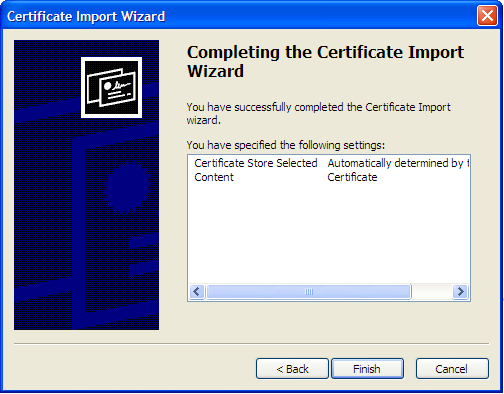 Certificate Import Wizard
Completing the Certificate Import
Wizard
You have successfully completed the Certificate Import
wizard.
You have specified the following settings:
Certificate Store Selected Automatically determined by t
Content Certificate
< Back Finish Cancel